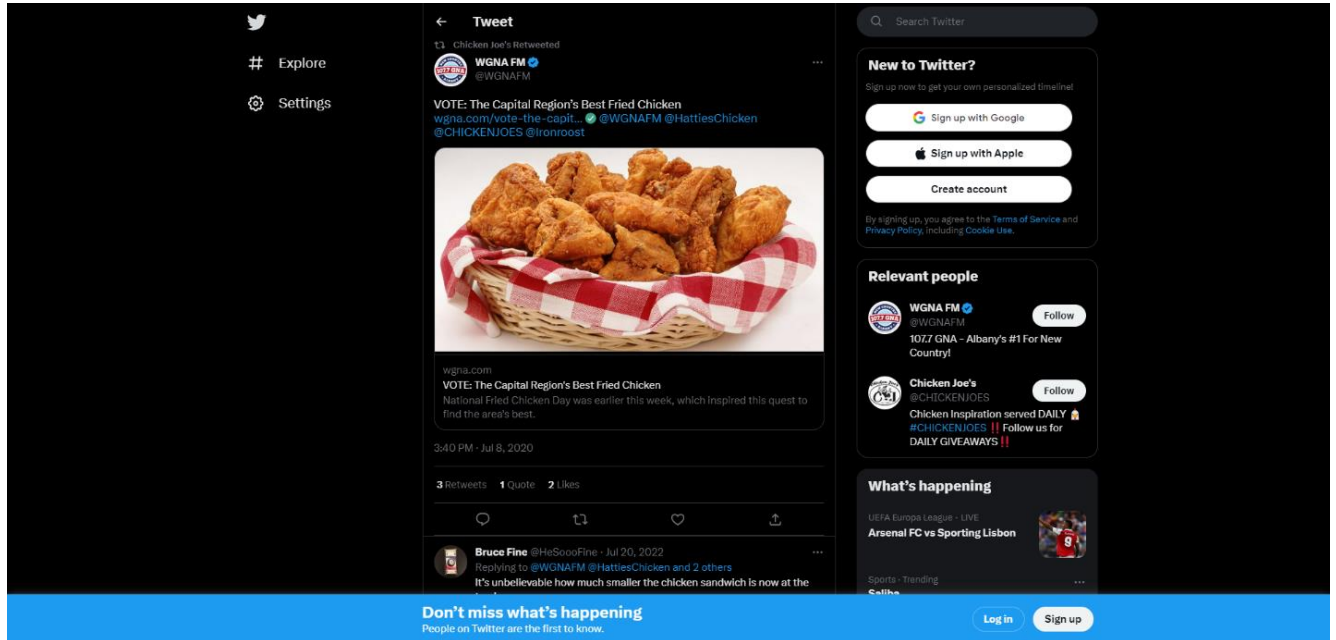 Explore
Settings
Tweet
Chicken Joe's Retweeted
WGNA FM
@WGNAFM
VOTE: The Capital Region's Best Fried Chicken
wgna.com/vote-the-capit... @WGNAFM @HattiesChicken
@CHICKENJOES @Ironroost
wgna.com
VOTE: The Capital Region's Best Fried Chicken
National Fried Chicken Day was earlier this week, which inspired this quest to
find the area's best.
3:40 PM · Jul 8, 2020
3 Retweets 1 Quote 2 Likes
Bruce Fine @HeSoooFine · Jul 20, 2022
Replying to @WGNAFM @HattiesChicken and 2 others
It's unbelievable how much smaller the chicken sandwich is now at the
Search Twitter
New to Twitter?
Sign up now to get your own personalized timeline!
Sign up with Google
Sign up with Apple
Create account
By signing up, you agree to the Terms of Service and
Privacy Policy, including Cookie Use.
Relevant people
WGNA FM
@WGNAFM
Follow
107.7 GNA - Albany's #1 For New
Country!
Chicken Joe's
@CHICKENJOES
Follow
Chicken Inspiration served DAILY
#CHICKENJOES ‼ Follow us for
DAILY GIVEAWAYS ‼
What's happening
UEFA Europa League · LIVE
Arsenal FC vs Sporting Lisbon
Sports · Trending
Saliba
Don't miss what's happening
People on Twitter are the first to know.
Log in
Sign up